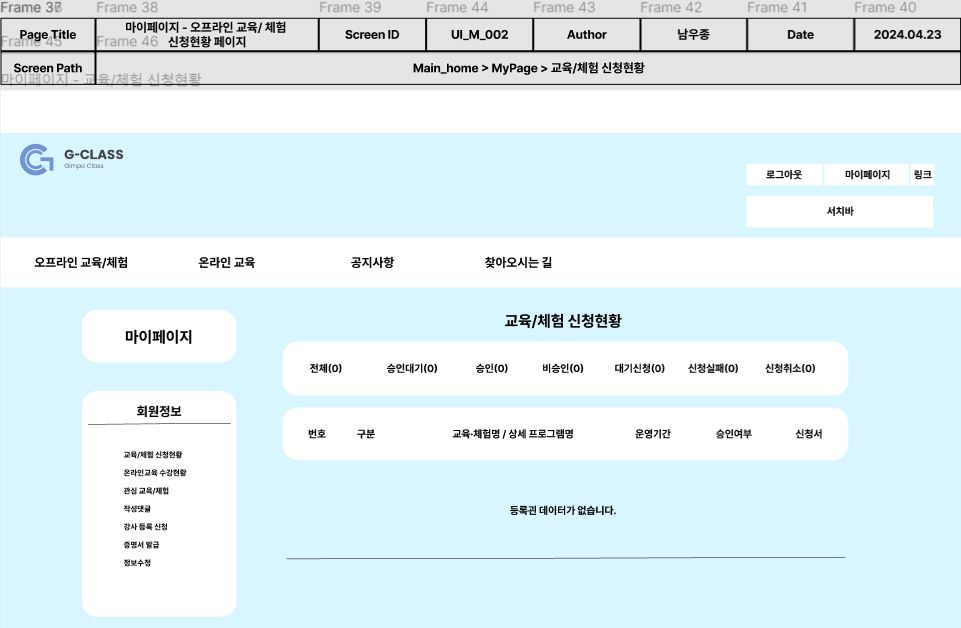 Frame 38
Frame 39
Frame 44
Frame 43
Frame 42
Frame 41
Frame 40
Page Title
마이페이지 - 오프라인 교육/ 체험
신청현황 페이지
Screen ID
UI_M_002
Author
남우종
Date
2024.04.23
Frame 45
Frame 46
Screen Path
Main_home > MyPage > 교육/체험 신청현황
마이페이지 - 교육/체험 신청현황
G-CLASS
Gimpo Class
로그아웃
마이페이지
링크
서치바
오프라인 교육/체험
온라인 교육
공지사항
찾아오시는 길
마이페이지
회원정보
교육/체험 신청현황
온라인교육 수강현황
관심 교육/체험
작성댓글
강사 등록 신청
증명서 발급
정보수정
교육/체험 신청현황
전체(0)
승인대기(0)
승인(0)
비승인(0)
대기신청(0)
신청실패(0)
신청취소(0)
번호
구분
교육·체험명 / 상세 프로그램명
운영기간
승인여부
신청서
등록괸 데이터가 없습니다.